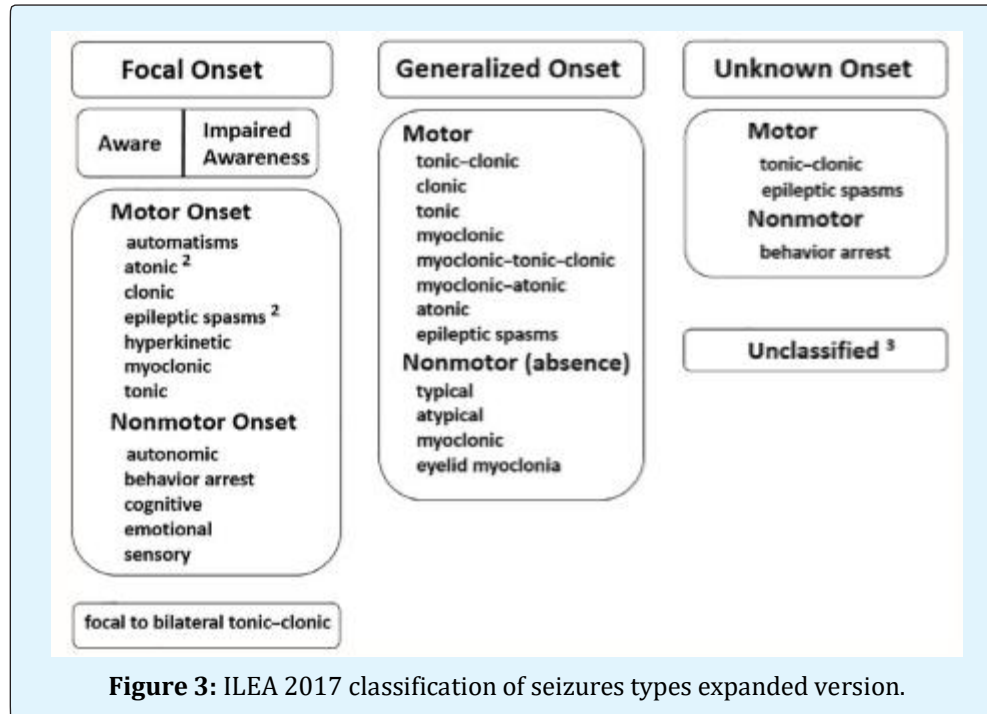 Focal Onset
Aware
Impaired
Awareness
Motor Onset
automatisms
atonic ²
clonic
epileptic spasms ²
hyperkinetic
myoclonic
tonic
Nonmotor Onset
autonomic
behavior arrest
cognitive
emotional
sensory
focal to bilateral tonic–clonic
Generalized Onset
Motor
tonic–clonic
clonic
tonic
myoclonic
myoclonic–tonic–clonic
myoclonic–atonic
atonic
epileptic spasms
Nonmotor (absence)
typical
atypical
myoclonic
eyelid myoclonia
Unknown Onset
Motor
tonic–clonic
epileptic spasms
Nonmotor
behavior arrest
Unclassified ³
Figure 3: ILEA 2017 classification of seizures types expanded version.